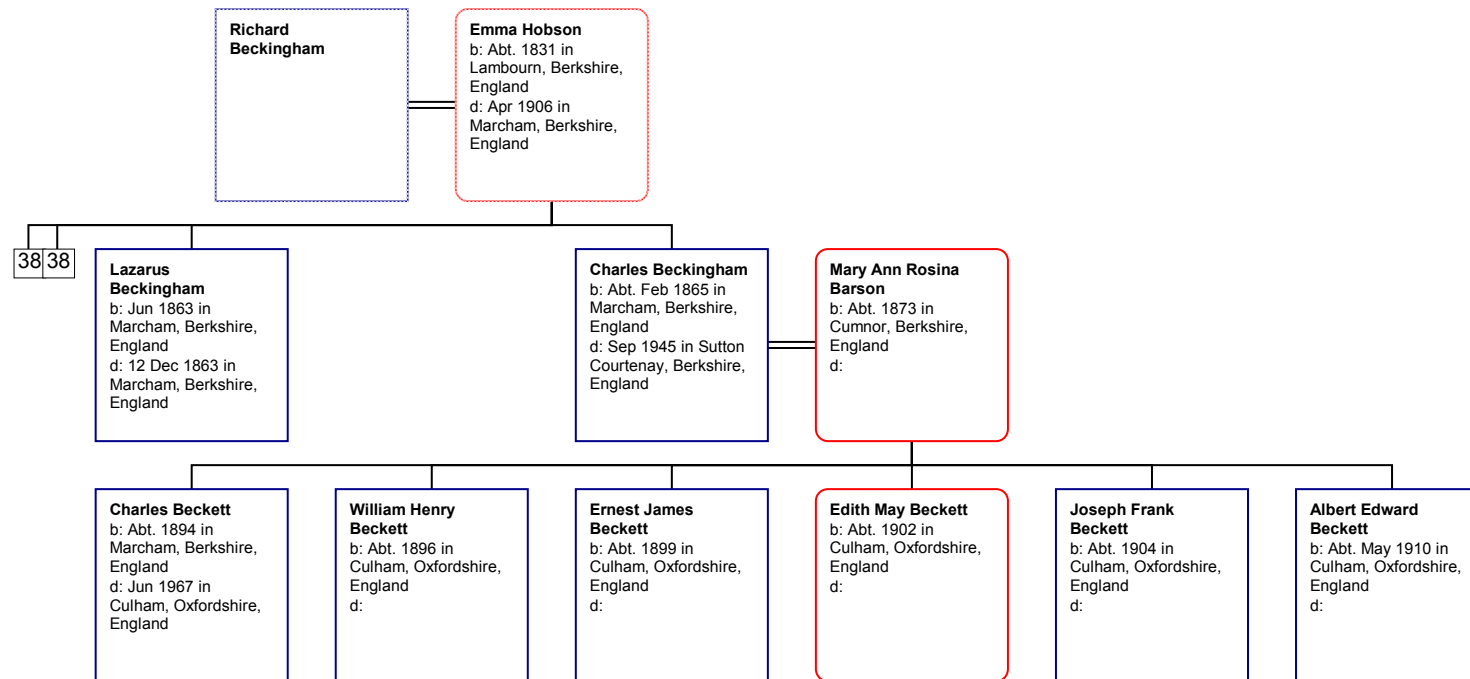 Richard
Beckingham
Emma Hobson
b: Abt. 1831 in
Lambourn, Berkshire,
England
d: Apr 1906 in
Marcham, Berkshire,
England
38 38
Lazarus
Beckingham
b: Jun 1863 in
Marcham, Berkshire,
England
d: 12 Dec 1863 in
Marcham, Berkshire,
England
Charles Beckingham
b: Abt. Feb 1865 in
Marcham, Berkshire,
England
d: Sep 1945 in Sutton
Courtenay, Berkshire,
England
Mary Ann Rosina
Barson
b: Abt. 1873 in
Cumnor, Berkshire,
England
d:
Charles Beckett
b: Abt. 1894 in
Marcham, Berkshire,
England
d: Jun 1967 in
Culham, Oxfordshire,
England
William Henry
Beckett
b: Abt. 1896 in
Culham, Oxfordshire,
England
d:
Ernest James
Beckett
b: Abt. 1899 in
Culham, Oxfordshire,
England
d:
Edith May Beckett
b: Abt. 1902 in
Culham, Oxfordshire,
England
d:
Joseph Frank
Beckett
b: Abt. 1904 in
Culham, Oxfordshire,
England
d:
Albert Edward
Beckett
b: Abt. May 1910 in
Culham, Oxfordshire,
England
d: